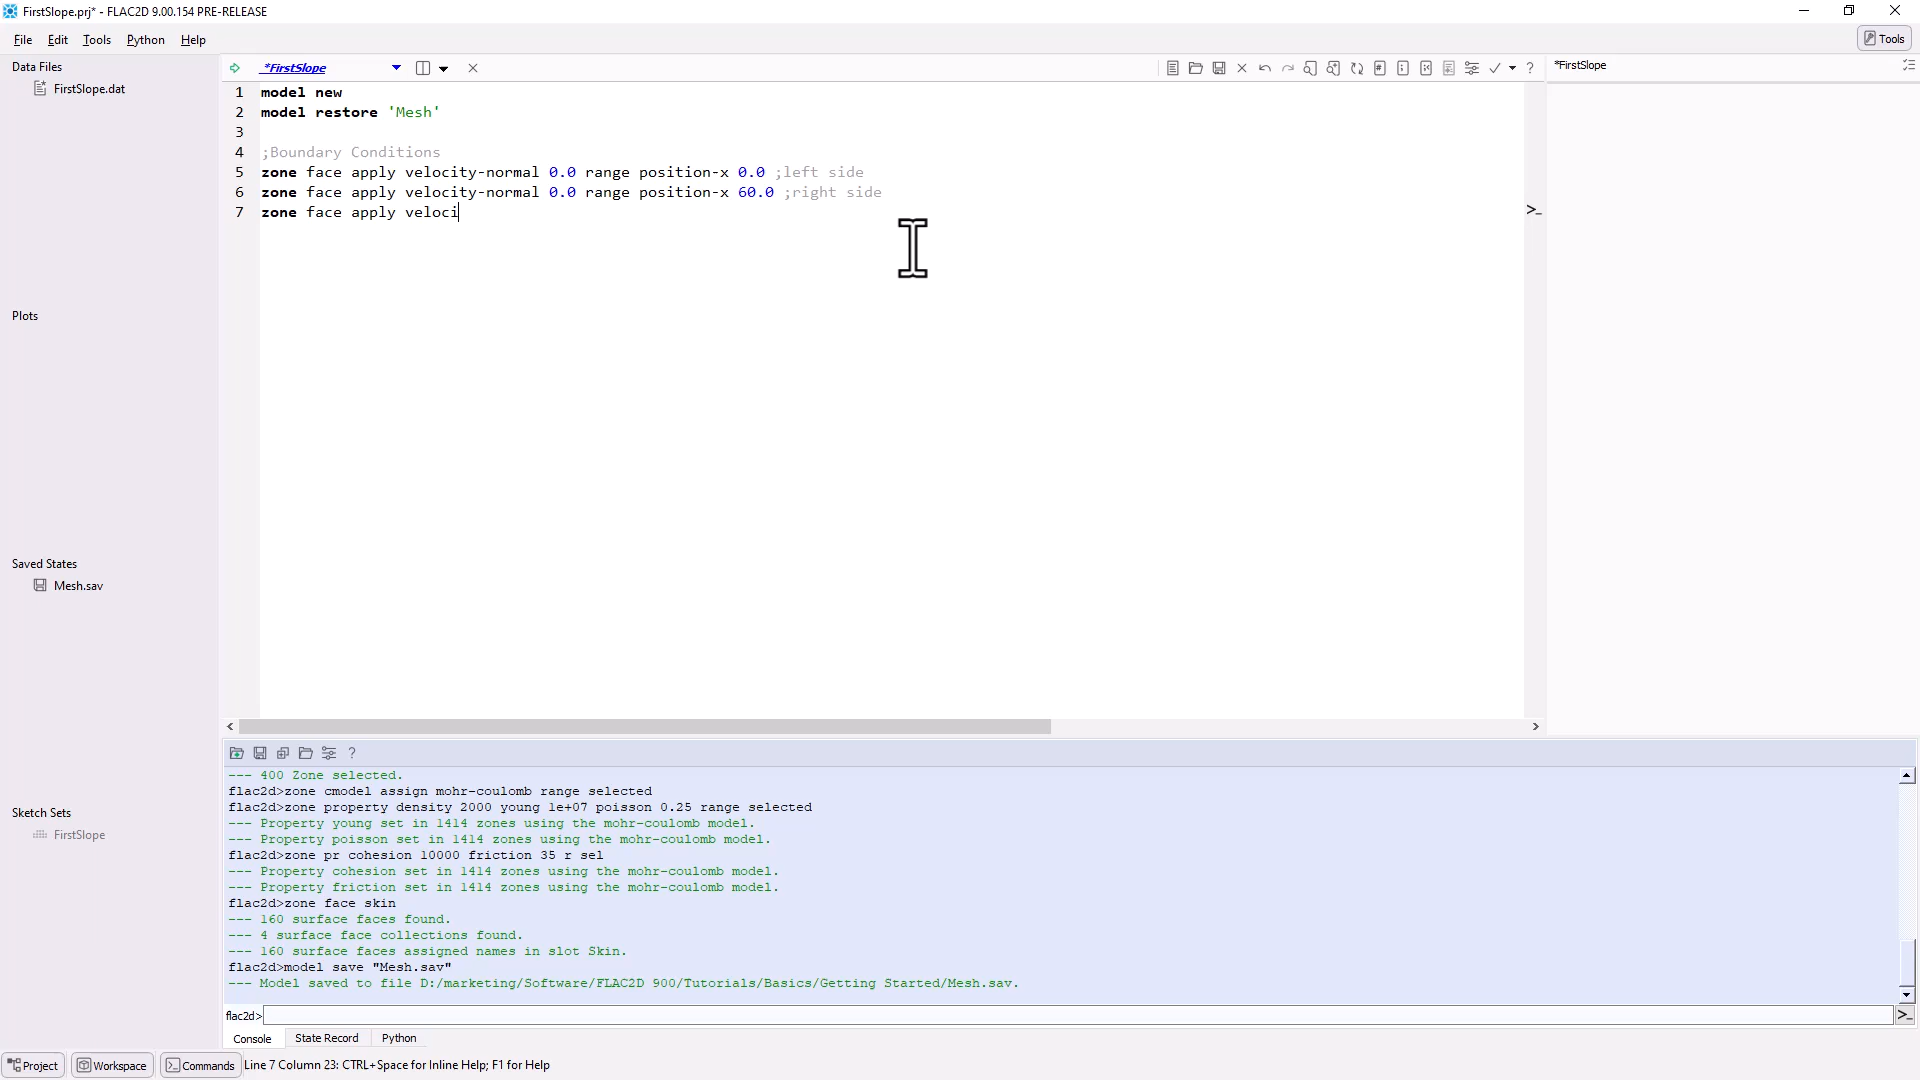 FirstSlope.prj* - FLAC2D 9.00.154 PRE-RELEASE
File Edit Tools Python Help
Tools
Data Files
FirstSlope.dat
Plots
Saved States
Mesh.sav
Sketch Sets
FirstSlope
*FirstSlope
*FirstSlope
1 model new
2 model restore 'Mesh'
3
4 ;Boundary Conditions
5 zone face apply velocity-normal 0.0 range position-x 0.0 ;left side
6 zone face apply velocity-normal 0.0 range position-x 60.0 ;right side
7 zone face apply veloci
--- 400 Zone selected.
flac2d>zone cmodel assign mohr-coulomb range selected
flac2d>zone property density 2000 young 1e+07 poisson 0.25 range selected
--- Property young set in 1414 zones using the mohr-coulomb model.
--- Property poisson set in 1414 zones using the mohr-coulomb model.
flac2d>zone pr cohesion 10000 friction 35 r sel
--- Property cohesion set in 1414 zones using the mohr-coulomb model.
--- Property friction set in 1414 zones using the mohr-coulomb model.
flac2d>zone face skin
--- 160 surface faces found.
--- 4 surface face collections found.
--- 160 surface faces assigned names in slot Skin.
flac2d>model save "Mesh.sav"
--- Model saved to file D:/marketing/Software/FLAC2D 900/Tutorials/Basics/Getting Started/Mesh.sav.
flac2d>
Console State Record Python
Project Workspace Commands Line 7 Column 23: CTRL+Space for Inline Help; F1 for Help